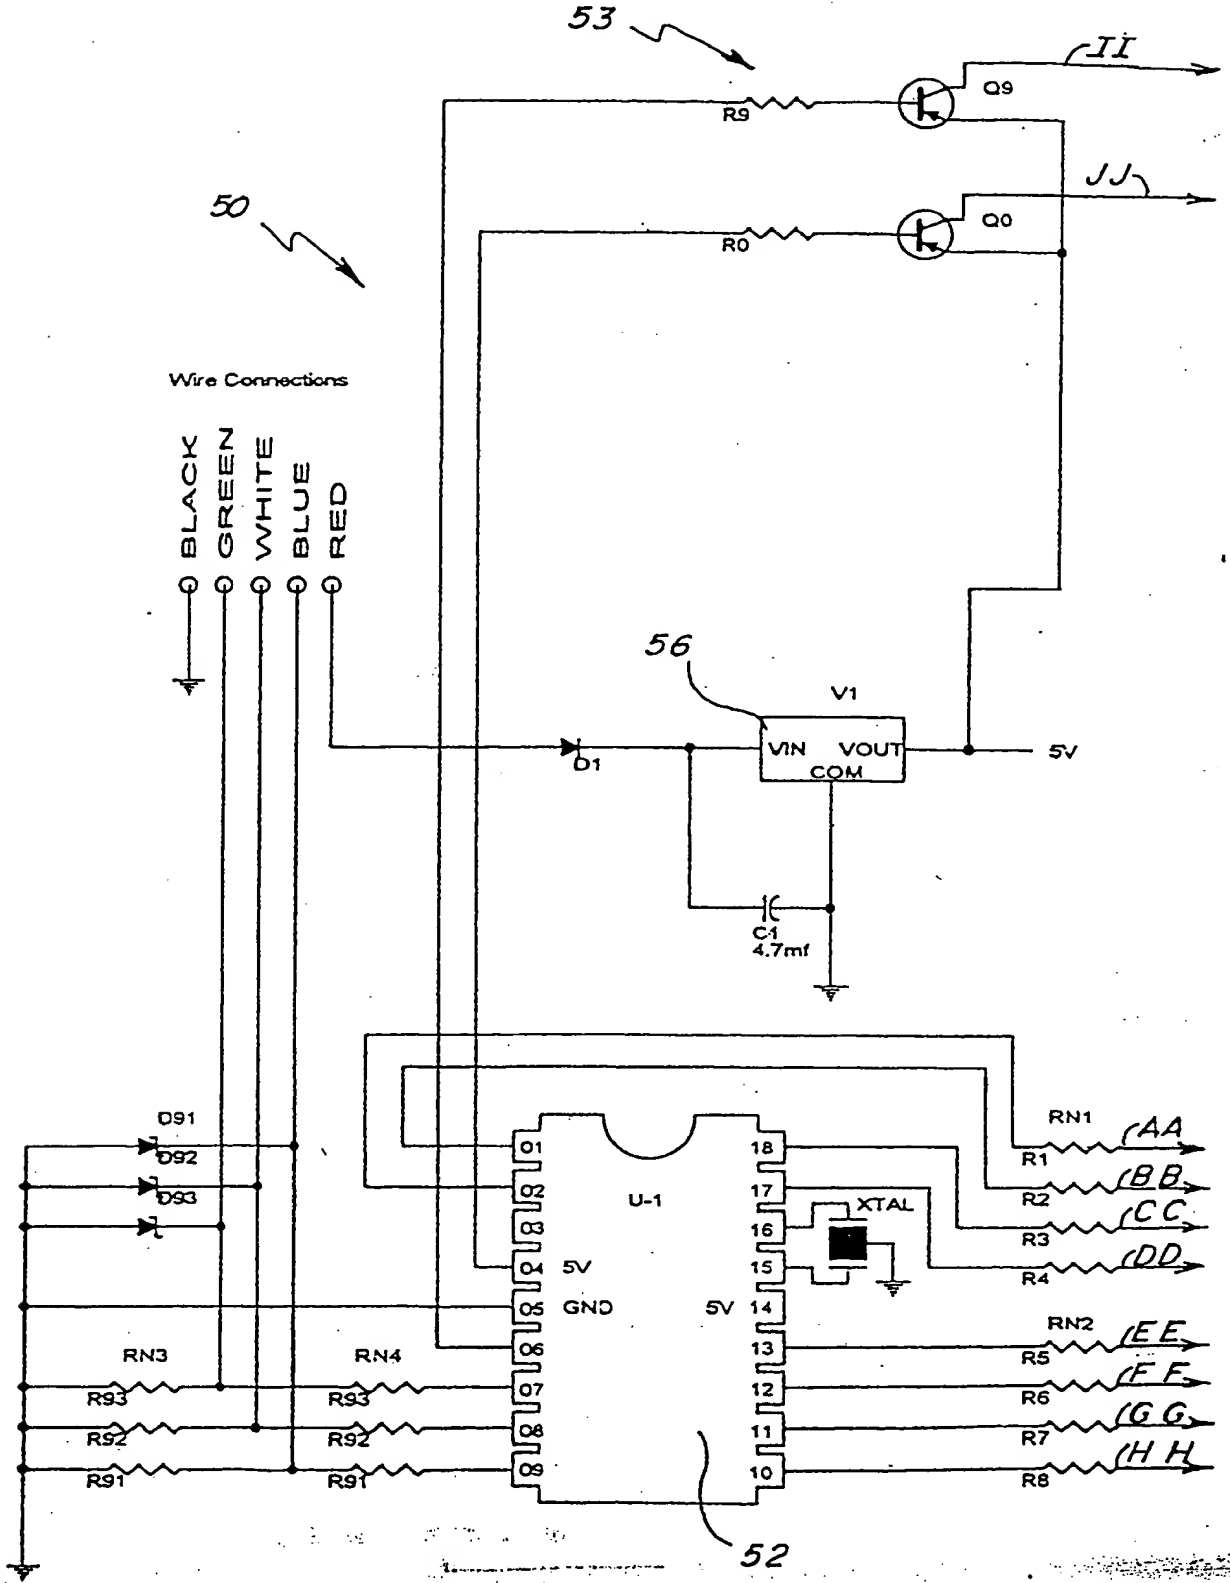 53
II
Q9
R9
JJ
50
Q0
R0
Wire Connections
BLACK
GREEN
WHITE
BLUE
RED
56
V1
VIN VOUT
COM
5V
D1
C1
4.7mf
D91
D92
D93
RN1
AA
R1
BB
R2
CC
R3
DD
R4
01
02
03
04 5V
05 GND
06
07
08
09
U-1
18
17
16
15
5V 14
13
12
11
10
XTAL
RN2
EE
R5
FF
R6
GG
R7
HH
R8
RN3
RN4
R93
R93
R92
R92
R91
R91
52